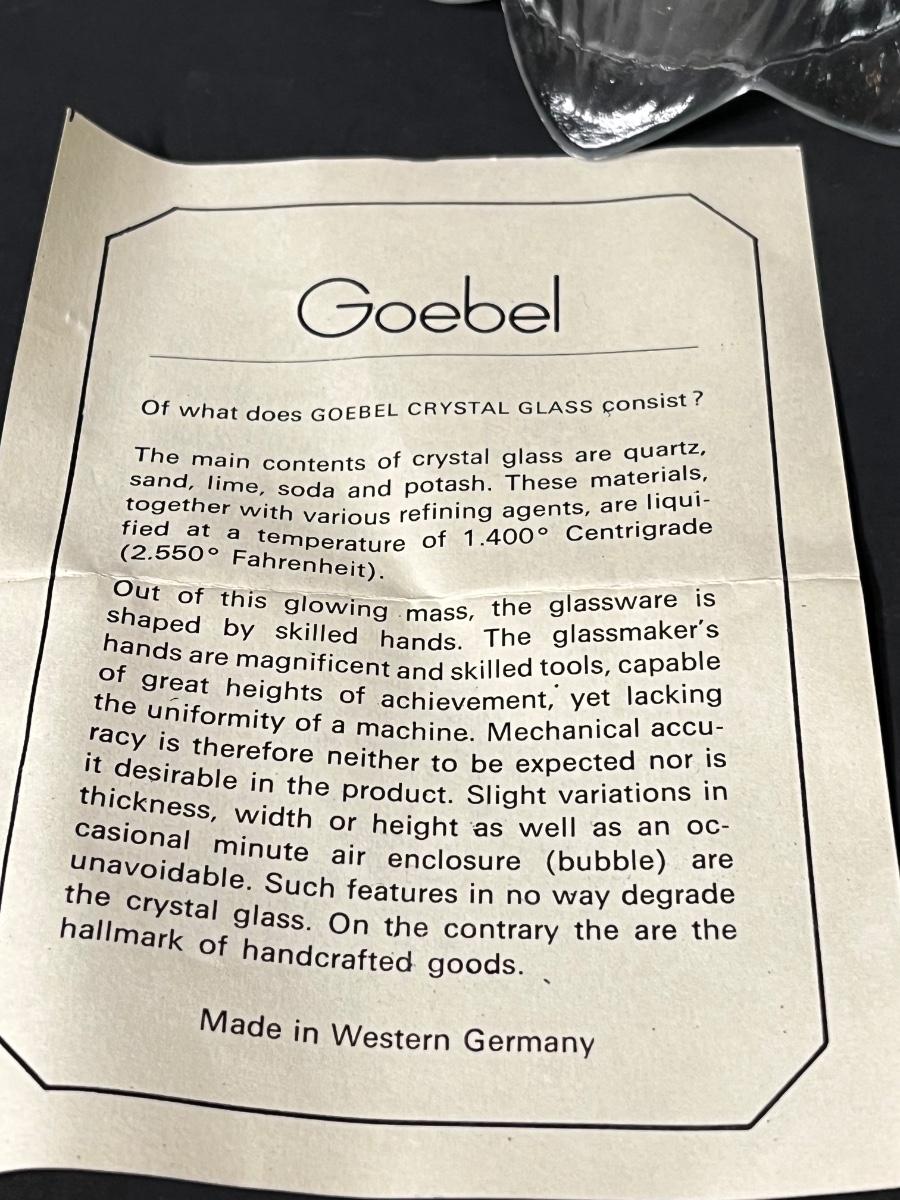 Goebel
Of what does GOEBEL CRYSTAL GLASS consist?
The main contents of crystal glass are quartz,
sand, lime, soda and potash. These materials,
together with various refining agents, are liqui-
fied at a temperature of 1.400° Centrigrade
(2.550° Fahrenheit).
Out of this glowing mass, the glassware is
shaped by skilled hands. The glassmaker's
hands are magnificent and skilled tools, capable
of great heights of achievement, yet lacking
the uniformity of a machine. Mechanical accu-
racy is therefore neither to be expected nor is
it desirable in the product. Slight variations in
thickness, width or height as well as an oc-
casional minute air enclosure (bubble) are
unavoidable. Such features in no way degrade
the crystal glass. On the contrary the are the
hallmark of handcrafted goods.
Made in Western Germany